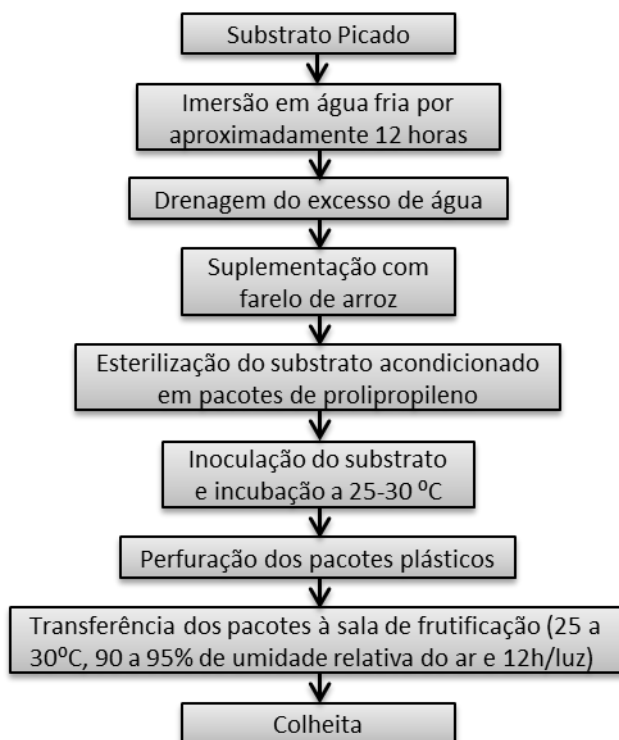 Substrato Picado
Imersão em água fria por
aproximadamente 12 horas
Drenagem do excesso de água
Suplementação com
farelo de arroz
Esterilização do substrato acondicionado
em pacotes de prolipropileno
Inoculação do substrato
e incubação a 25-30 ⁰C
Perfuração dos pacotes plásticos
Transferência dos pacotes à sala de frutificação (25 a
30⁰C, 90 a 95% de umidade relativa do ar e 12h/luz)
Colheita